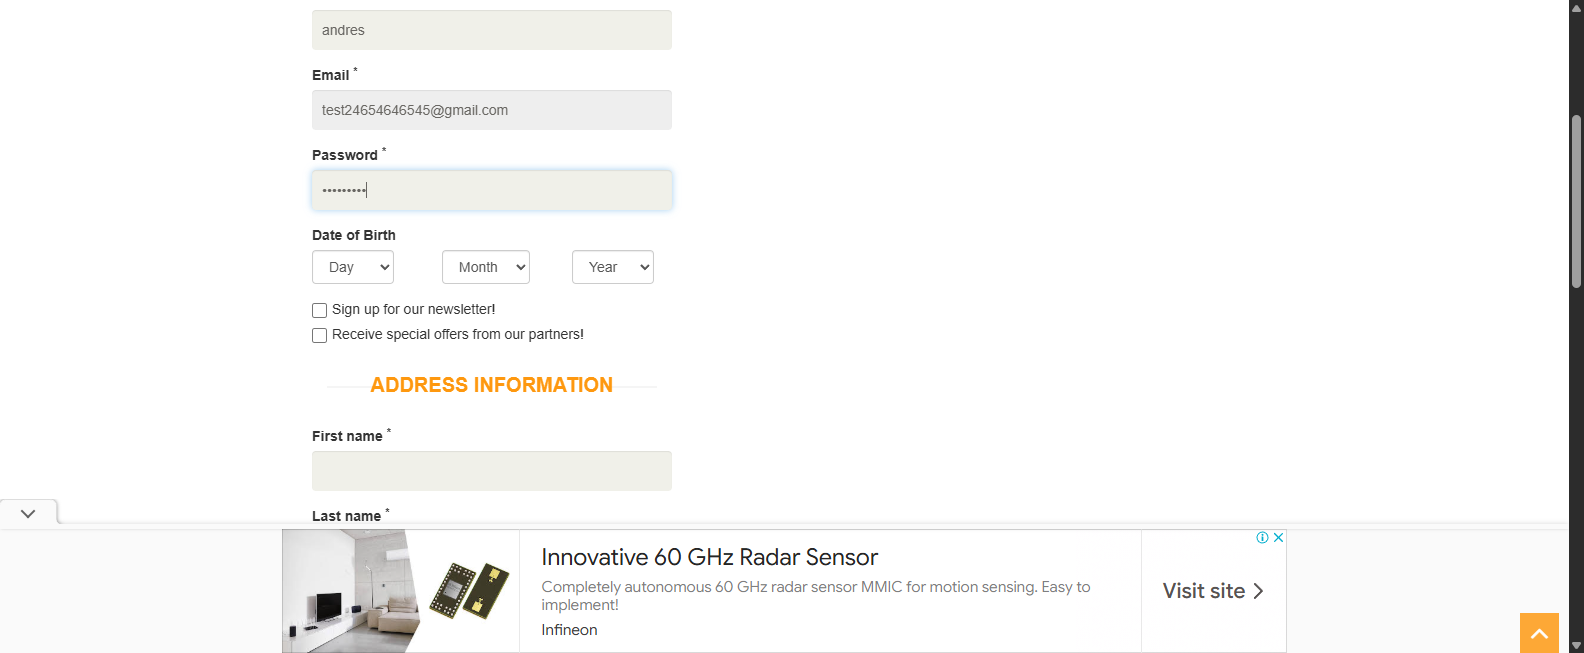 andres
Email *
test24654646545@gmail.com
Password *
•••••••••
Date of Birth
Day Month Year
Sign up for our newsletter!
Receive special offers from our partners!
ADDRESS INFORMATION
First name *
Last name *
Innovative 60 GHz Radar Sensor
Completely autonomous 60 GHz radar sensor MMIC for motion sensing. Easy to
implement!
Infineon
Visit site